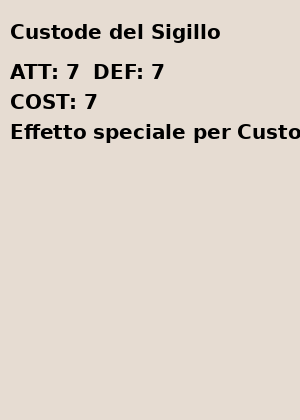 Custode del Sigillo
ATT: 7 DEF: 7
COST: 7
Effetto speciale per Custo